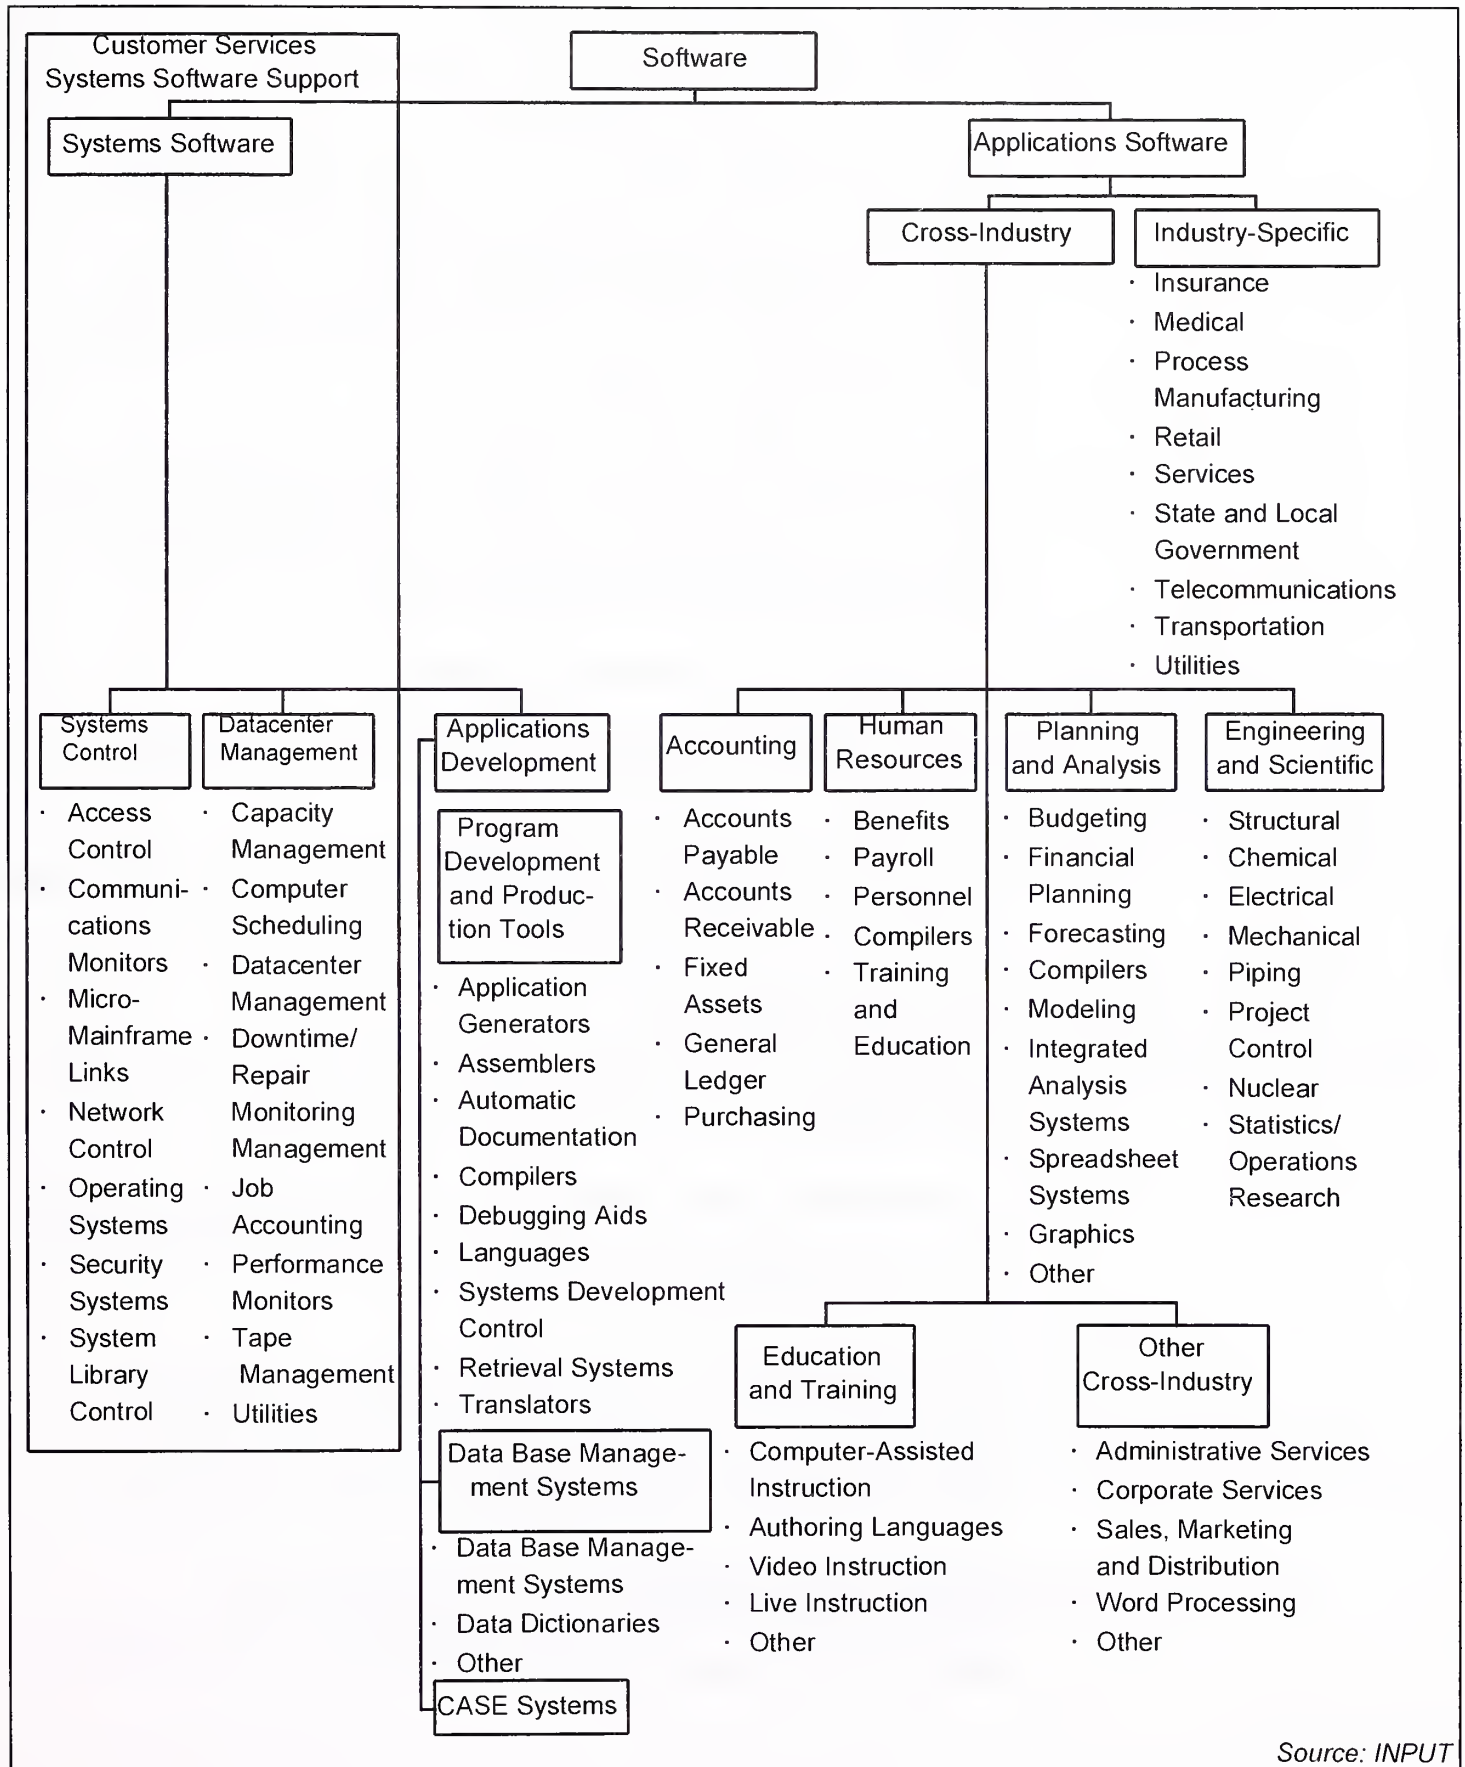 Customer Services
Systems Software Support
Software
Systems Software
Applications Software
Cross-Industry
Industry-Specific
· Insurance
· Medical
· Process
Manufacturing
· Retail
· Services
· State and Local
Government
· Telecommunications
· Transportation
· Utilities
Systems
Control
· Access
Control
· Communi-
cations
Monitors
· Micro-
Mainframe
Links
· Network
Control
· Operating
Systems
· Security
Systems
· System
Library
Control
Datacenter
Management
· Capacity
Management
· Computer
Scheduling
· Datacenter
Management
· Downtime/
Repair
Monitoring
Management
· Job
Accounting
· Performance
Monitors
· Tape
Management
· Utilities
Applications
Development
Program
Development
and Produc-
tion Tools
· Application
Generators
· Assemblers
· Automatic
Documentation
· Compilers
· Debugging Aids
· Languages
· Systems Development
Control
· Retrieval Systems
· Translators
Data Base Manage-
ment Systems
· Data Base Manage-
ment Systems
· Data Dictionaries
· Other
CASE Systems
Accounting
· Accounts
Payable
· Accounts
Receivable
· Fixed
Assets
· General
Ledger
· Purchasing
Human
Resources
· Benefits
· Payroll
· Personnel
· Compilers
· Training
and
Education
Planning
and Analysis
· Budgeting
· Financial
Planning
· Forecasting
· Compilers
· Modeling
· Integrated
Analysis
Systems
· Spreadsheet
Systems
· Graphics
· Other
Engineering
and Scientific
· Structural
· Chemical
· Electrical
· Mechanical
· Piping
· Project
Control
· Nuclear
· Statistics/
Operations
Research
Education
and Training
· Computer-Assisted
Instruction
· Authoring Languages
· Video Instruction
· Live Instruction
· Other
Other
Cross-Industry
· Administrative Services
· Corporate Services
· Sales, Marketing
and Distribution
· Word Processing
· Other
Source: INPUT